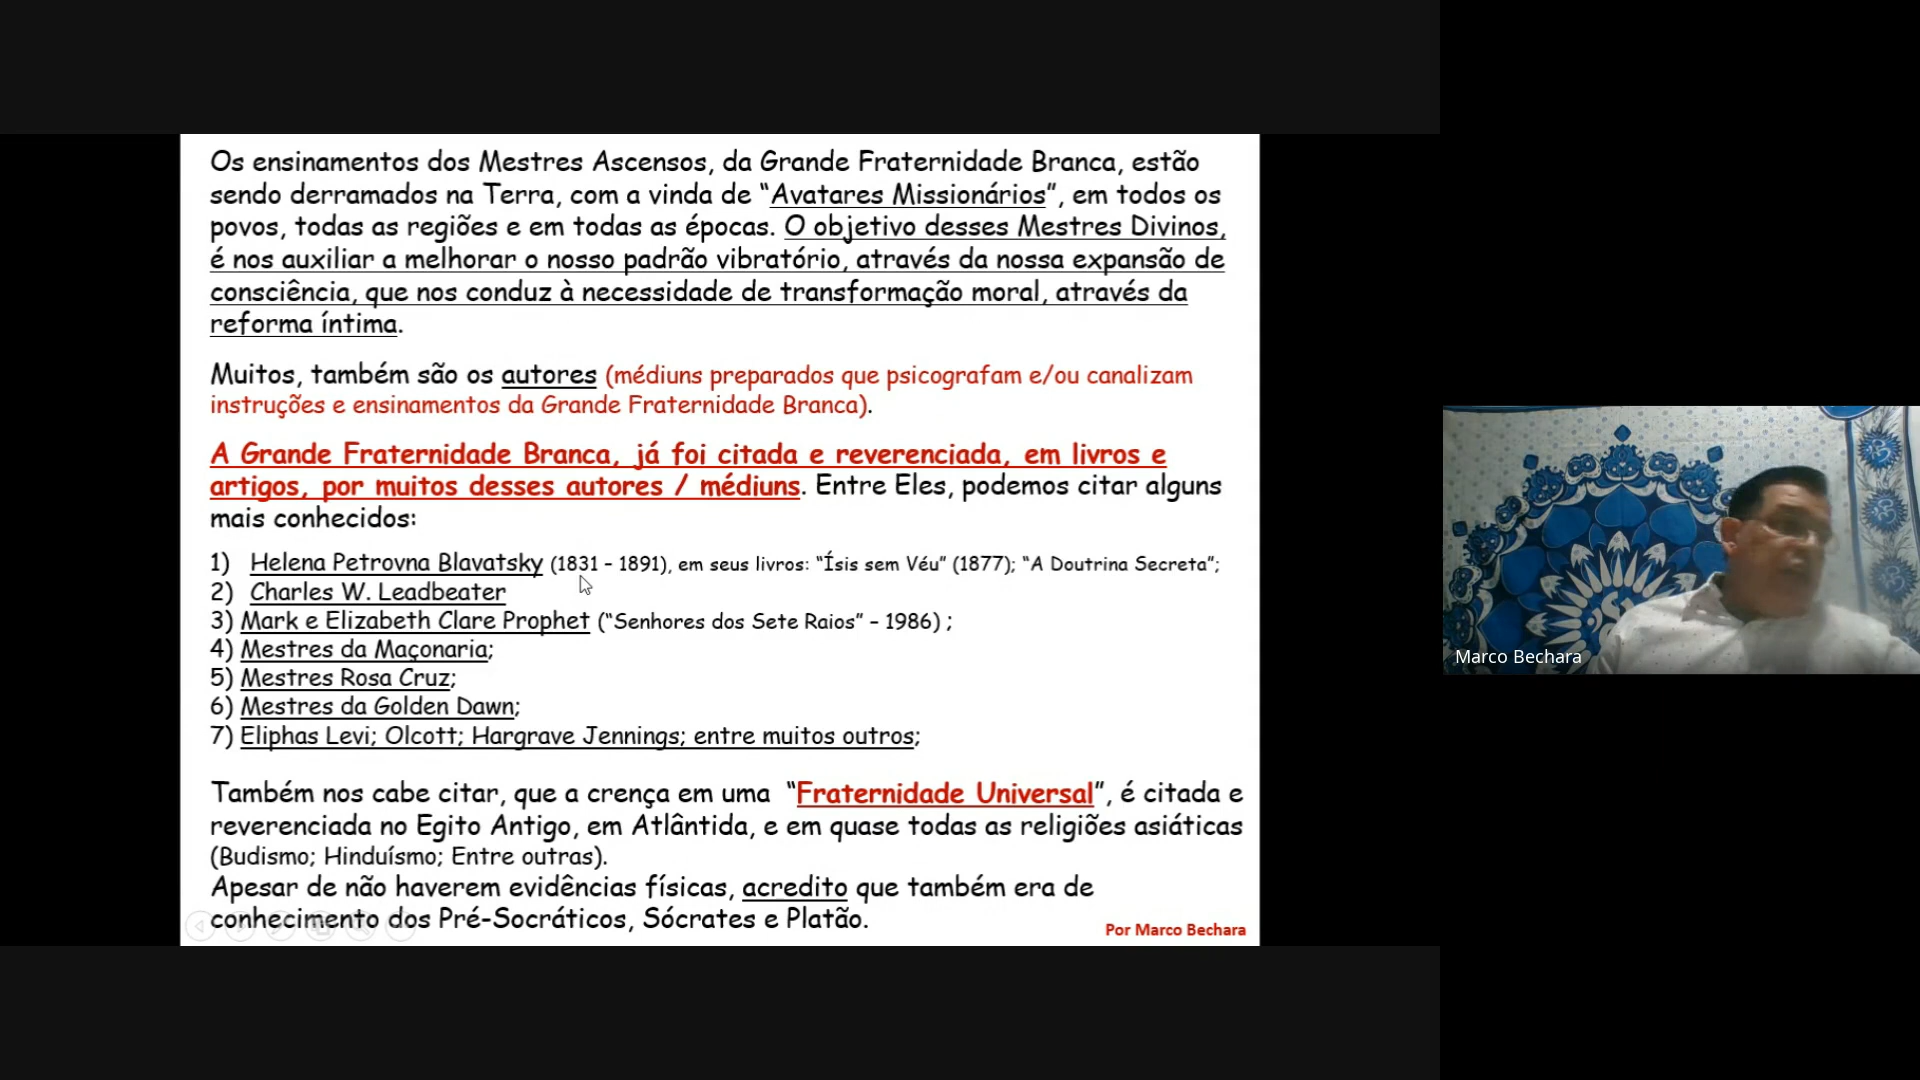 Os ensinamentos dos Mestres Ascensos, da Grande Fraternidade Branca, estão
sendo derramados na Terra, com a vinda de “Avatares Missionários”, em todos os
povos, todas as regiões e em todas as épocas. O objetivo desses Mestres Divinos,
é nos auxiliar a melhorar o nosso padrão vibratório, através da nossa expansão de
consciência, que nos conduz à necessidade de transformação moral, através da
reforma íntima.
Muitos, também são os autores (médiuns preparados que psicografam e/ou canalizam
instruções e ensinamentos da Grande Fraternidade Branca).
A Grande Fraternidade Branca, já foi citada e reverenciada, em livros e
artigos, por muitos desses autores / médiuns. Entre Eles, podemos citar alguns
mais conhecidos:
1) Helena Petrovna Blavatsky (1831 – 1891), em seus livros: “Ísis sem Véu” (1877); “A Doutrina Secreta”;
2) Charles W. Leadbeater
3) Mark e Elizabeth Clare Prophet (“Senhores dos Sete Raios” – 1986) ;
4) Mestres da Maçonaria;
5) Mestres Rosa Cruz;
6) Mestres da Golden Dawn;
7) Eliphas Levi; Olcott; Hargrave Jennings; entre muitos outros;
Também nos cabe citar, que a crença em uma “Fraternidade Universal”, é citada e
reverenciada no Egito Antigo, em Atlântida, e em quase todas as religiões asiáticas
(Budismo; Hinduísmo; Entre outras).
Apesar de não haverem evidências físicas, acredito que também era de
conhecimento dos Pré-Socráticos, Sócrates e Platão.
Por Marco Bechara
Marco Bechara